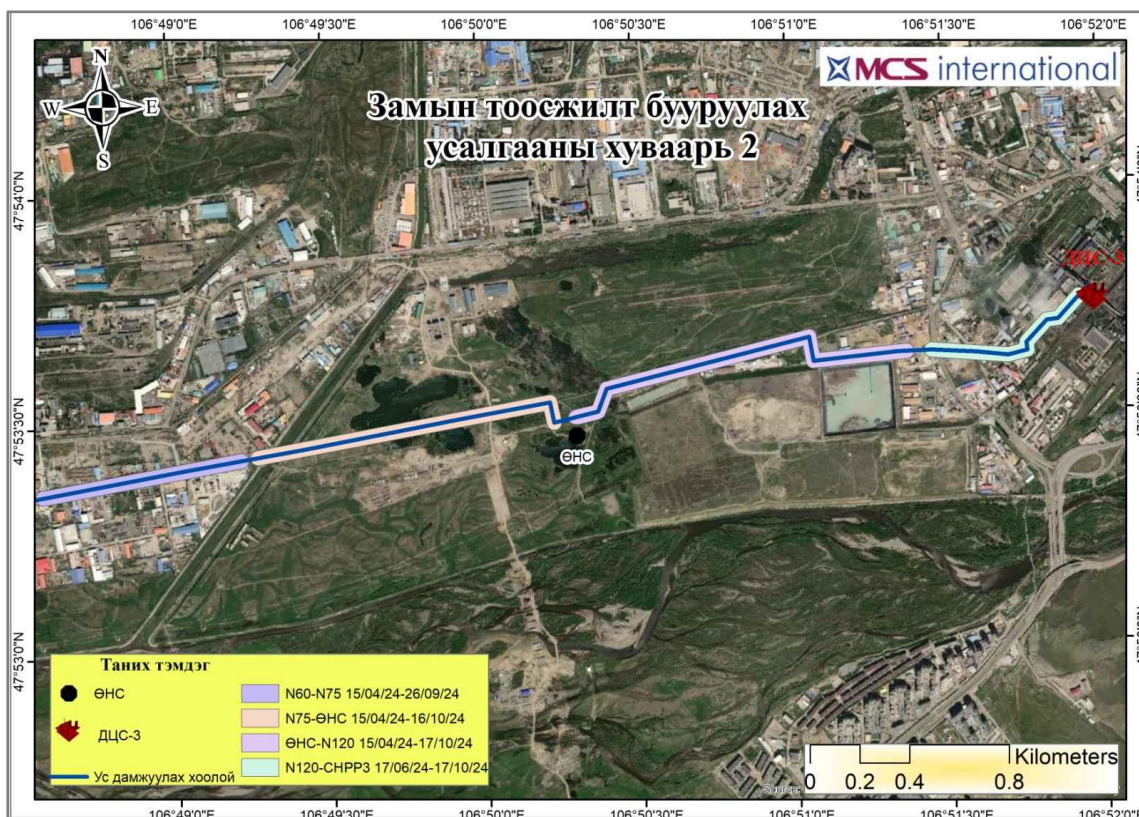 106°49'0"E 106°49'30"E 106°50'0"E 106°50'30"E 106°51'0"E 106°51'30"E 106°52'0"E
N
W E
S
MCS international
Замын тоосжилт бууруулах
усалгааны хуваарь 2
47°54'0"N
ДЦС-3
47°53'30"N
ӨНС
47°53'0"N
Таних тэмдэг
ӨНС
ДЦС-3
Ус дамжуулах хоолой
N60-N75 15/04/24-26/09/24
N75-ӨНС 15/04/24-16/10/24
ӨНС-N120 15/04/24-17/10/24
N120-CHPP3 17/06/24-17/10/24
Kilometers
0 0.2 0.4 0.8
Source:
106°49'0"E 106°49'30"E 106°50'0"E 106°50'30"E 106°51'0"E 106°51'30"E 106°52'0"E